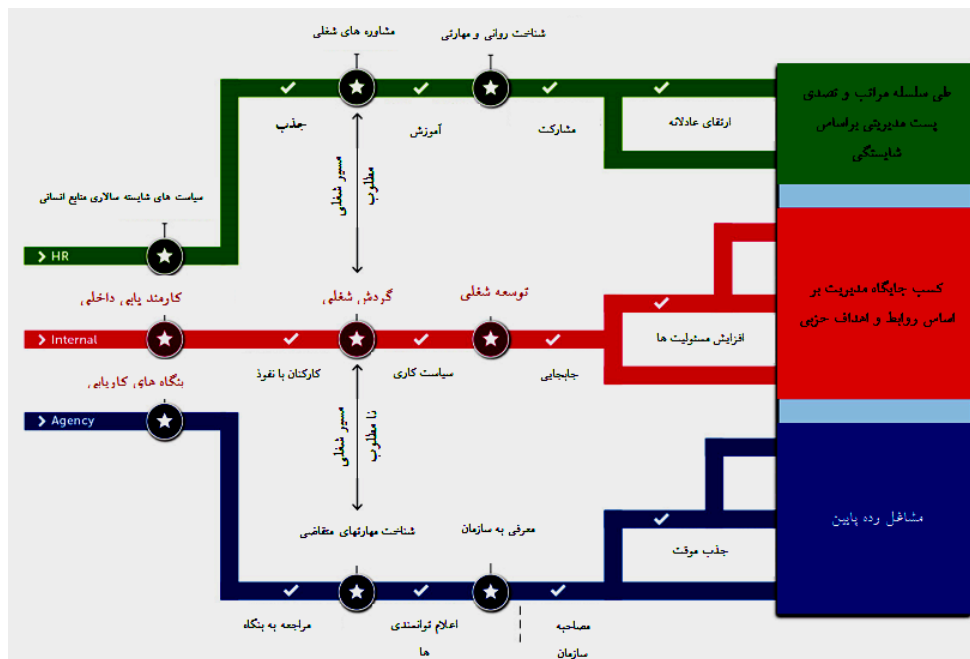 مشاوره های شغلی
شناخت روانی و مهارتی
جذب
آموزش
مشارکت
ارتقای عادلانه
طی سلسله مراتب و تصدی
پست مدیریتی براساس
شایستگی
مسیر شغلی
مطلوب
سیاست های شایسته سالاری منابع انسانی
HR
کارمند یابی داخلی
گردش شغلی
توسعه شغلی
کسب جایگاه مدیریت بر
اساس روابط و اهداف حزبی
Internal
کارکنان با نفوذ
سیاست کاری
جابجایی
افزایش مسئولیت ها
بنگاه های کاریابی
Agency
مسیر شغلی
نا مطلوب
شناخت مهارتهای متقاضی
معرفی به سازمان
جذب موقت
مشاغل رده پایین
مراجعه به بنگاه
اعلام توانمندی
ها
مصاحبه
سازمان